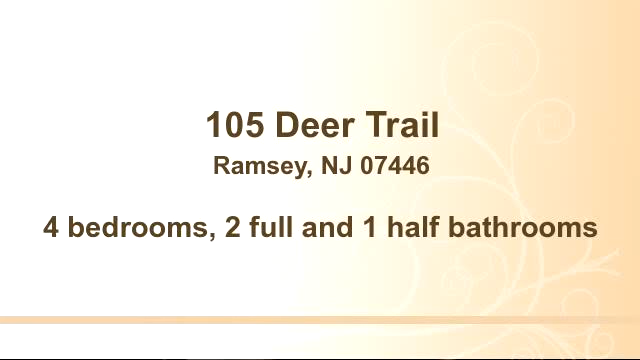 105 Deer Trail
Ramsey, NJ 07446
4 bedrooms, 2 full and 1 half bathrooms